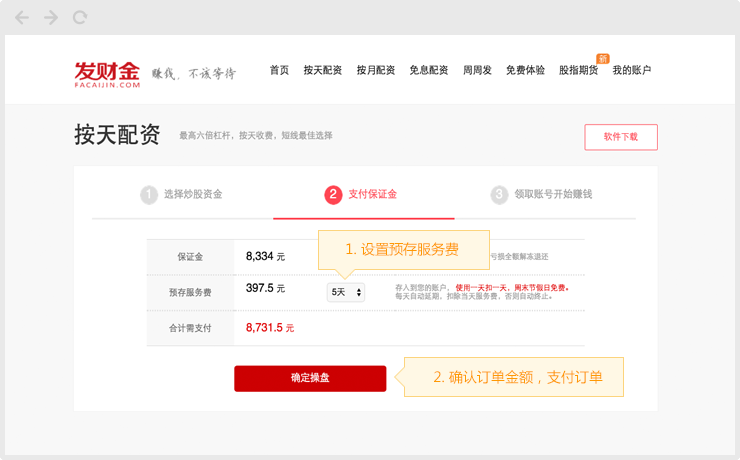 发财金
FACAIJIN.COM
赚钱，不该等待
首页 按天配资 按月配资 免息配资 周周发 免费体验 股指期货 新 我的账户
按天配资 最高六倍杠杆，按天收费，短线最佳选择 软件下载
1 选择炒股资金 2 支付保证金 3 领取账号开始赚钱
1. 设置预存服务费
保证金 8,334 元 亏损全额解冻退还
预存服务费 397.5 元 5天 存入到您的账户，使用一天扣一天，周末节假日免费。
每天自动延期，扣除当天服务费，否则自动终止。
合计需支付 8,731.5 元
确定操盘 2. 确认订单金额，支付订单